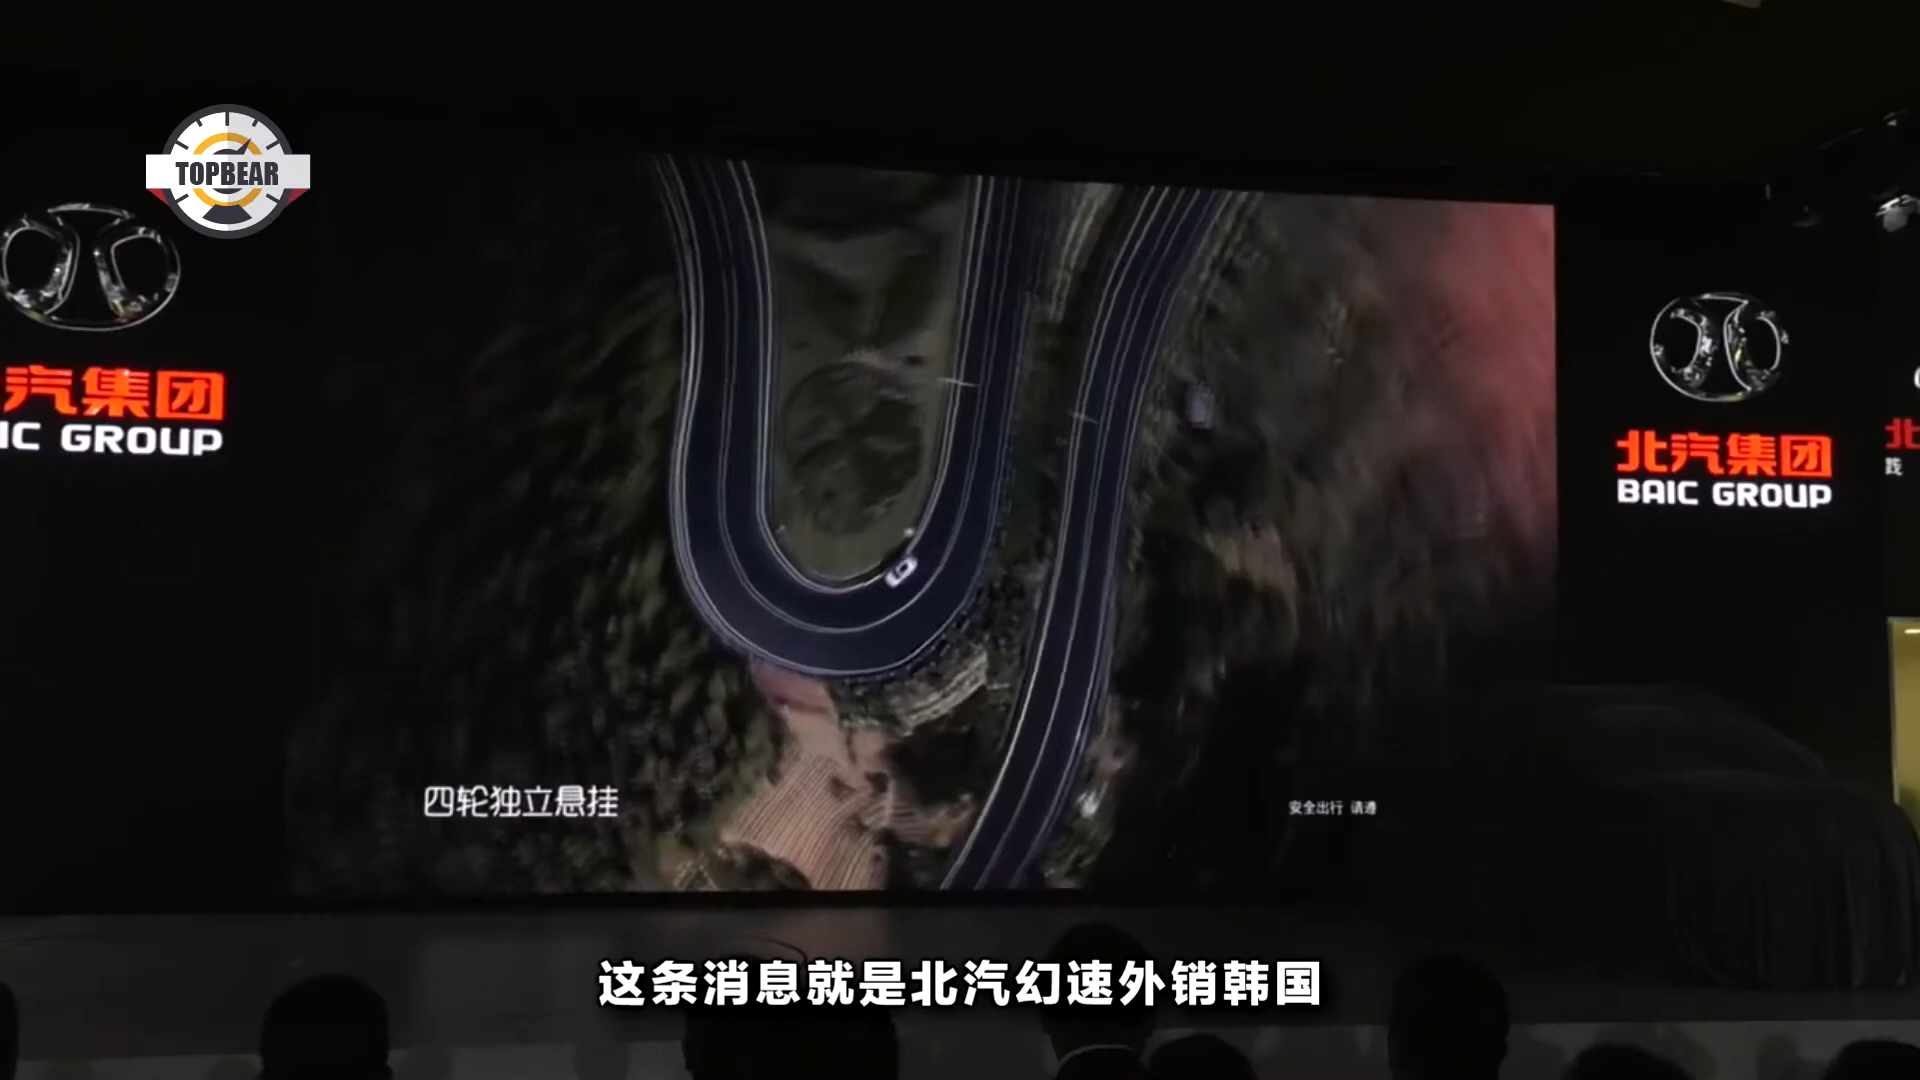 TOPBEAR
汽集团
IC GROUP
北汽集团
BAIC GROUP
北
四轮独立悬挂
安全出行 请遵
这条消息就是北汽幻速外销韩国